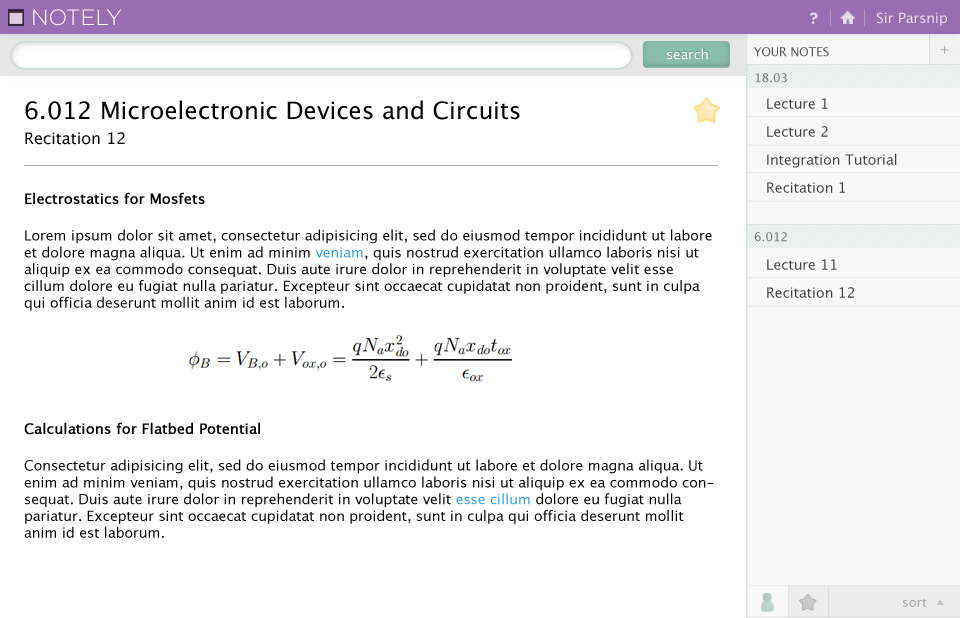 NOTELY
? Sir Parsnip
search
YOUR NOTES +
18.03
Lecture 1
Lecture 2
Integration Tutorial
Recitation 1
6.012
Lecture 11
Recitation 12
sort
6.012 Microelectronic Devices and Circuits
Recitation 12
Electrostatics for Mosfets
Lorem ipsum dolor sit amet, consectetur adipisicing elit, sed do eiusmod tempor incididunt ut labore
et dolore magna aliqua. Ut enim ad minim veniam, quis nostrud exercitation ullamco laboris nisi ut
aliquip ex ea commodo consequat. Duis aute irure dolor in reprehenderit in voluptate velit esse
cillum dolore eu fugiat nulla pariatur. Excepteur sint occaecat cupidatat non proident, sunt in culpa
qui officia deserunt mollit anim id est laborum.
ϕ_B = V_{B,o} + V_{ox,o} = \frac{qN_a x_{do}^2}{2ϵ_s} + \frac{qN_a x_{do} t_{ox}}{ϵ_{ox}}
Calculations for Flatbed Potential
Consectetur adipisicing elit, sed do eiusmod tempor incididunt ut labore et dolore magna aliqua. Ut
enim ad minim veniam, quis nostrud exercitation ullamco laboris nisi ut aliquip ex ea commodo con-
sequat. Duis aute irure dolor in reprehenderit in voluptate velit esse cillum dolore eu fugiat nulla
pariatur. Excepteur sint occaecat cupidatat non proident, sunt in culpa qui officia deserunt mollit
anim id est laborum.